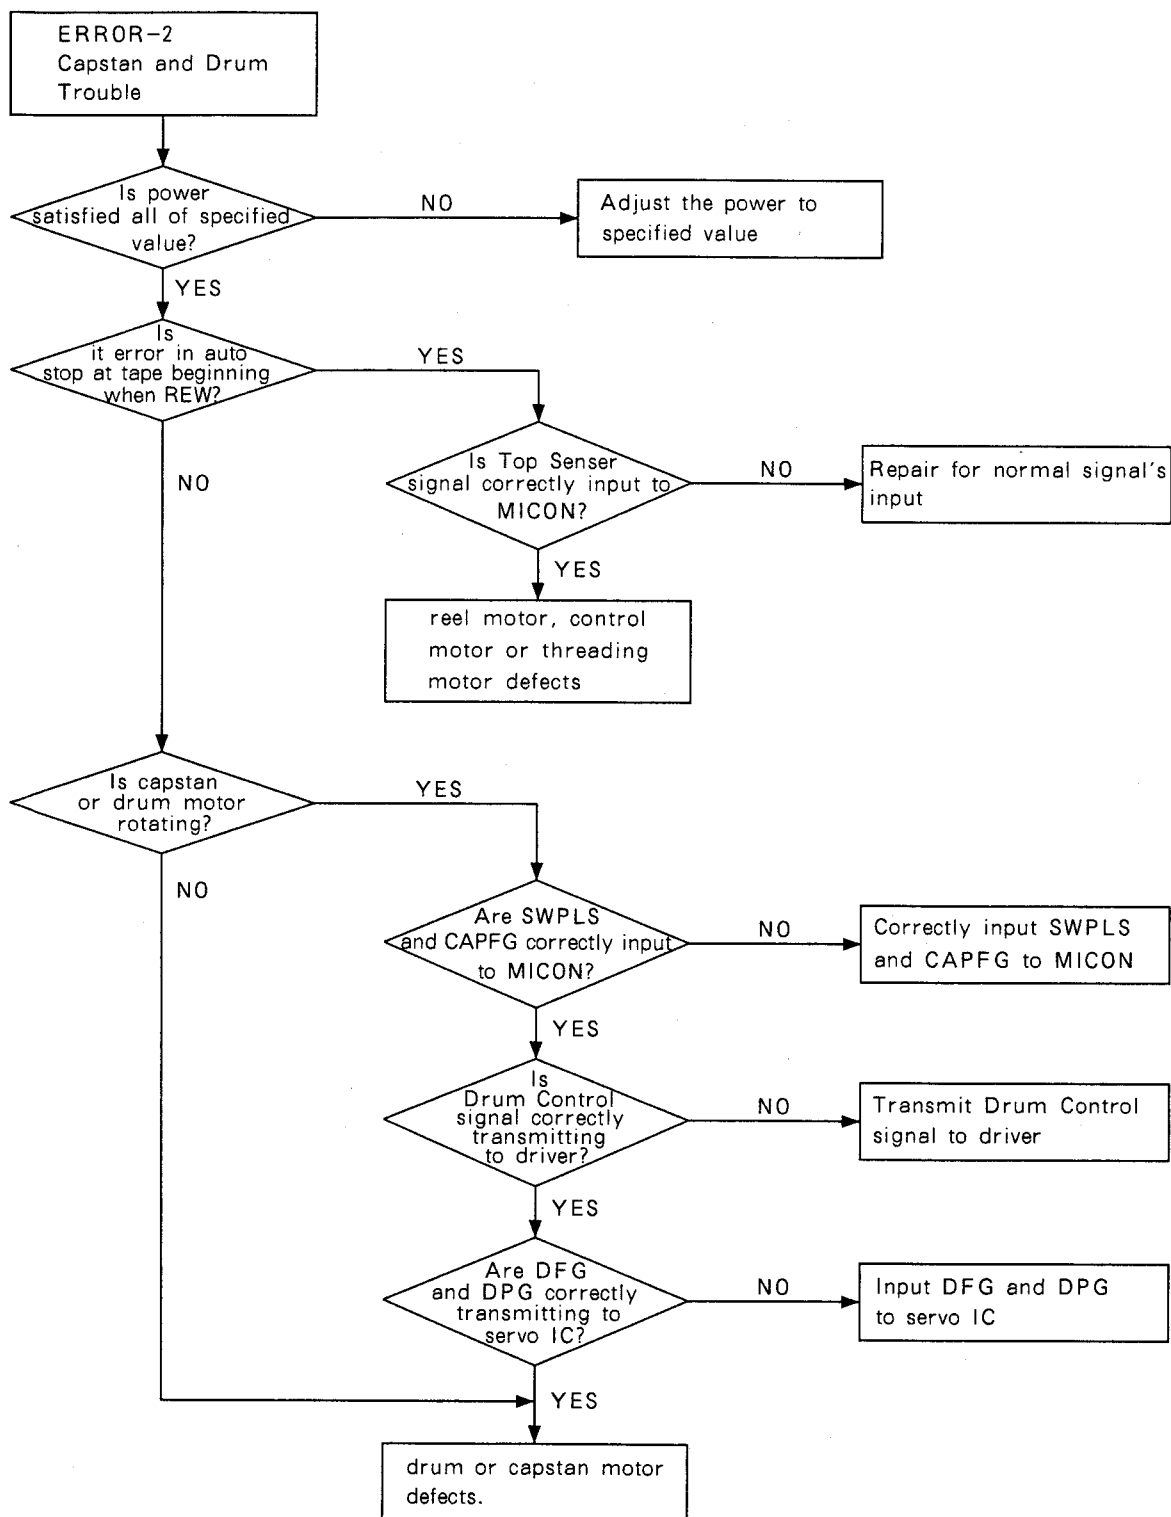 ERROR-2
Capstan and Drum
Trouble
Is power
satisfied all of specified
value?
NO
Adjust the power to
specified value
YES
Is
it error in auto
stop at tape beginning
when REW?
YES
NO
Is Top Senser
signal correctly input to
MICON?
NO
Repair for normal signal's
input
YES
reel motor, control
motor or threading
motor defects
Is capstan
or drum motor
rotating?
YES
NO
Are SWPLS
and CAPFG correctly input
to MICON?
NO
Correctly input SWPLS
and CAPFG to MICON
YES
Is
Drum Control
signal correctly
transmitting
to driver?
NO
Transmit Drum Control
signal to driver
YES
Are DFG
and DPG correctly
transmitting to
servo IC?
NO
Input DFG and DPG
to servo IC
YES
drum or capstan motor
defects.